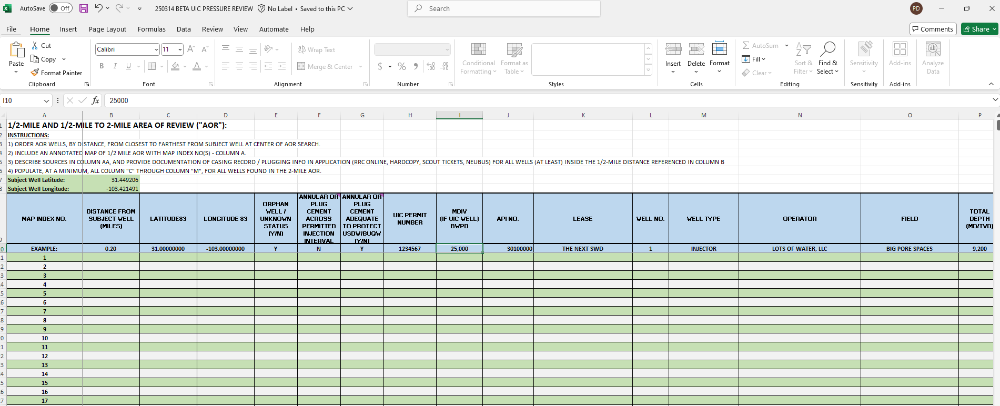 AutoSave Off 250314 BETA UIC PRESSURE REVIEW No Label • Saved to this PC Search PD
File Home Insert Page Layout Formulas Data Review View Automate Help Comments Share
Cut
Copy
Format Painter
Paste
Clipboard
Calibri 11
B I U
Font
ab Wrap Text
Merge & Center
Alignment
$ % 9 .00 .00
Number
Conditional Formatting
Format as Table
Styles
Insert Delete Format
Cells
AutoSum
Fill
Clear
Sort & Filter
Find & Select
Editing
Sensitivity
Sensitivity
Add-ins
Add-ins
Analyze Data
I10 fx 25000
A B C D E F G H I J K L M N O P
1/2-MILE AND 1/2-MILE TO 2-MILE AREA OF REVIEW ("AOR"):
INSTRUCTIONS:
1) ORDER AOR WELLS, BY DISTANCE, FROM CLOSEST TO FARTHEST FROM SUBJECT WELL AT CENTER OF AOR SEARCH.
2) INCLUDE AN ANNOTATED MAP OF 1/2 MILE AOR WITH MAP INDEX NO(S) - COLUMN A.
3) DESCRIBE SOURCES IN COLUMN AA, AND PROVIDE DOCUMENTATION OF CASING RECORD / PLUGGING INFO IN APPLICATION (RRC ONLINE, HARDCOPY, SCOUT TICKETS, NEUBUS) FOR ALL WELLS (AT LEAST) INSIDE THE 1/2-MILE DISTANCE REFERENCED IN COLUMN B
4) POPULATE, AT A MINIMUM, ALL COLUMN "C" THROUGH COLUMN "M", FOR ALL WELLS FOUND IN THE 2-MILE AOR.
Subject Well Latitude: 31.449206
Subject Well Longitude: -103.421491
MAP INDEX NO.
DISTANCE FROM
SUBJECT WELL
(MILES)
LATITUDE83
LONGITUDE 83
ORPHAN
WELL /
UNKNOWN
STATUS
(Y/N)
ANNULAR OR
PLUG
CEMENT
ACROSS
PERMITTED
INJECTION
INTERVAL
ANNULAR OR
PLUG
CEMENT
ADEQUATE
TO PROTECT
USDW/BUQW
(Y/N)
UIC PERMIT
NUMBER
MDIV
(IF UIC WELL)
BWPD
API NO.
LEASE
WELL NO.
WELL TYPE
OPERATOR
FIELD
TOTAL
DEPTH
(MD/TVD)
EXAMPLE: 0.20 31.00000000 -103.00000000 Y N Y 1234567 25,000 30100000 THE NEXT SWD 1 INJECTOR LOTS OF WATER, LLC BIG PORE SPACES 9,200
1
2
3
4
5
6
7
8
9
10
11
12
13
14
15
16
17